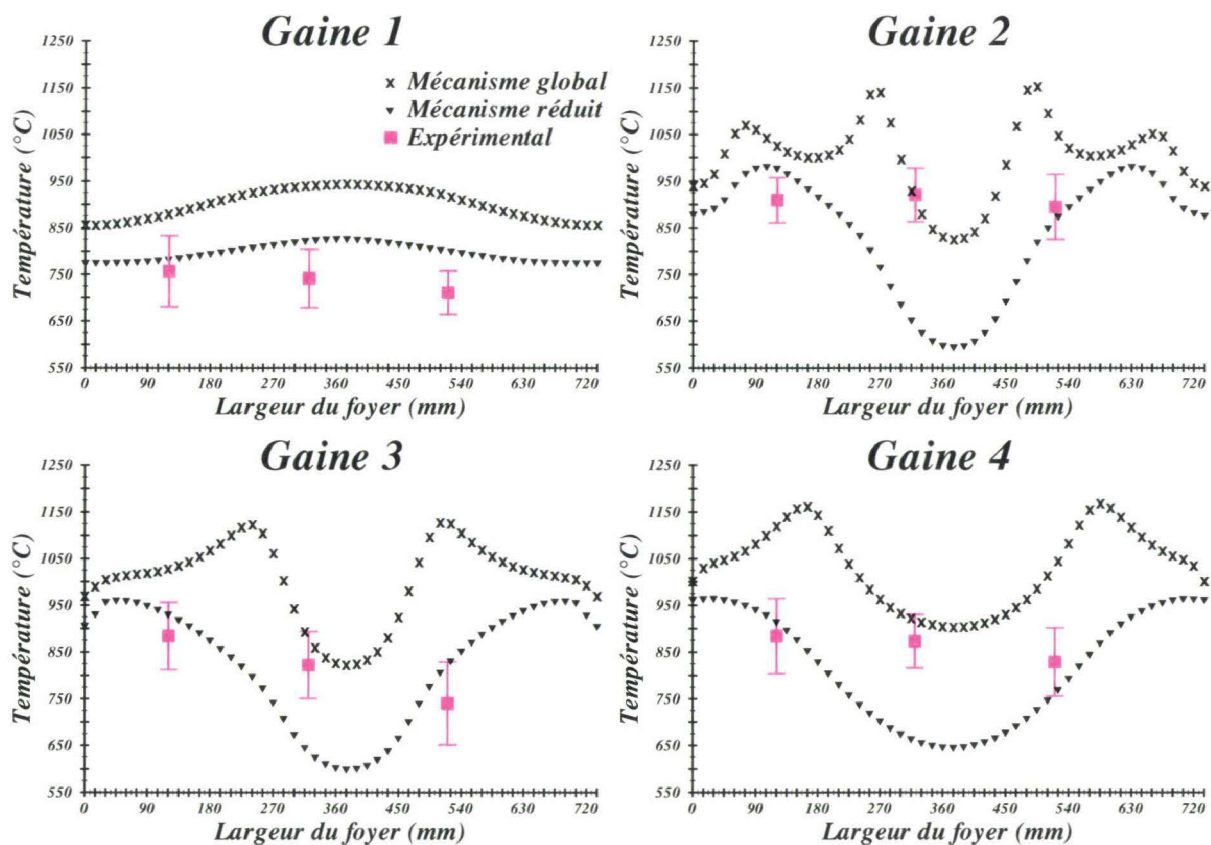 Gaine 1
Température (°C)
1250
1150
1050
950
850
750
650
550
x Mécanisme global
▼ Mécanisme réduit
■ Expérimental
0 90 180 270 360 450 540 630 720
Largeur du foyer (mm)
Gaine 2
Température (°C)
1250
1150
1050
950
850
750
650
550
0 90 180 270 360 450 540 630 720
Largeur du foyer (mm)
Gaine 3
Température (°C)
1250
1150
1050
950
850
750
650
550
0 90 180 270 360 450 540 630 720
Largeur du foyer (mm)
Gaine 4
Température (°C)
1250
1150
1050
950
850
750
650
550
0 90 180 270 360 450 540 630 720
Largeur du foyer (mm)